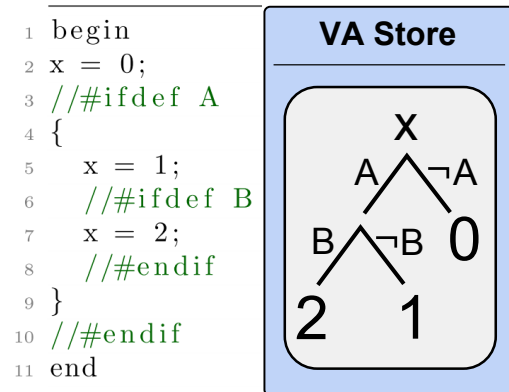 1 begin
2 x = 0;
3 //#ifdef A
4 {
5 x = 1;
6 //#ifdef B
7 x = 2;
8 //#endif
9 }
10 //#endif
11 end
VA Store
x
A ¬A
B ¬B 0
2 1